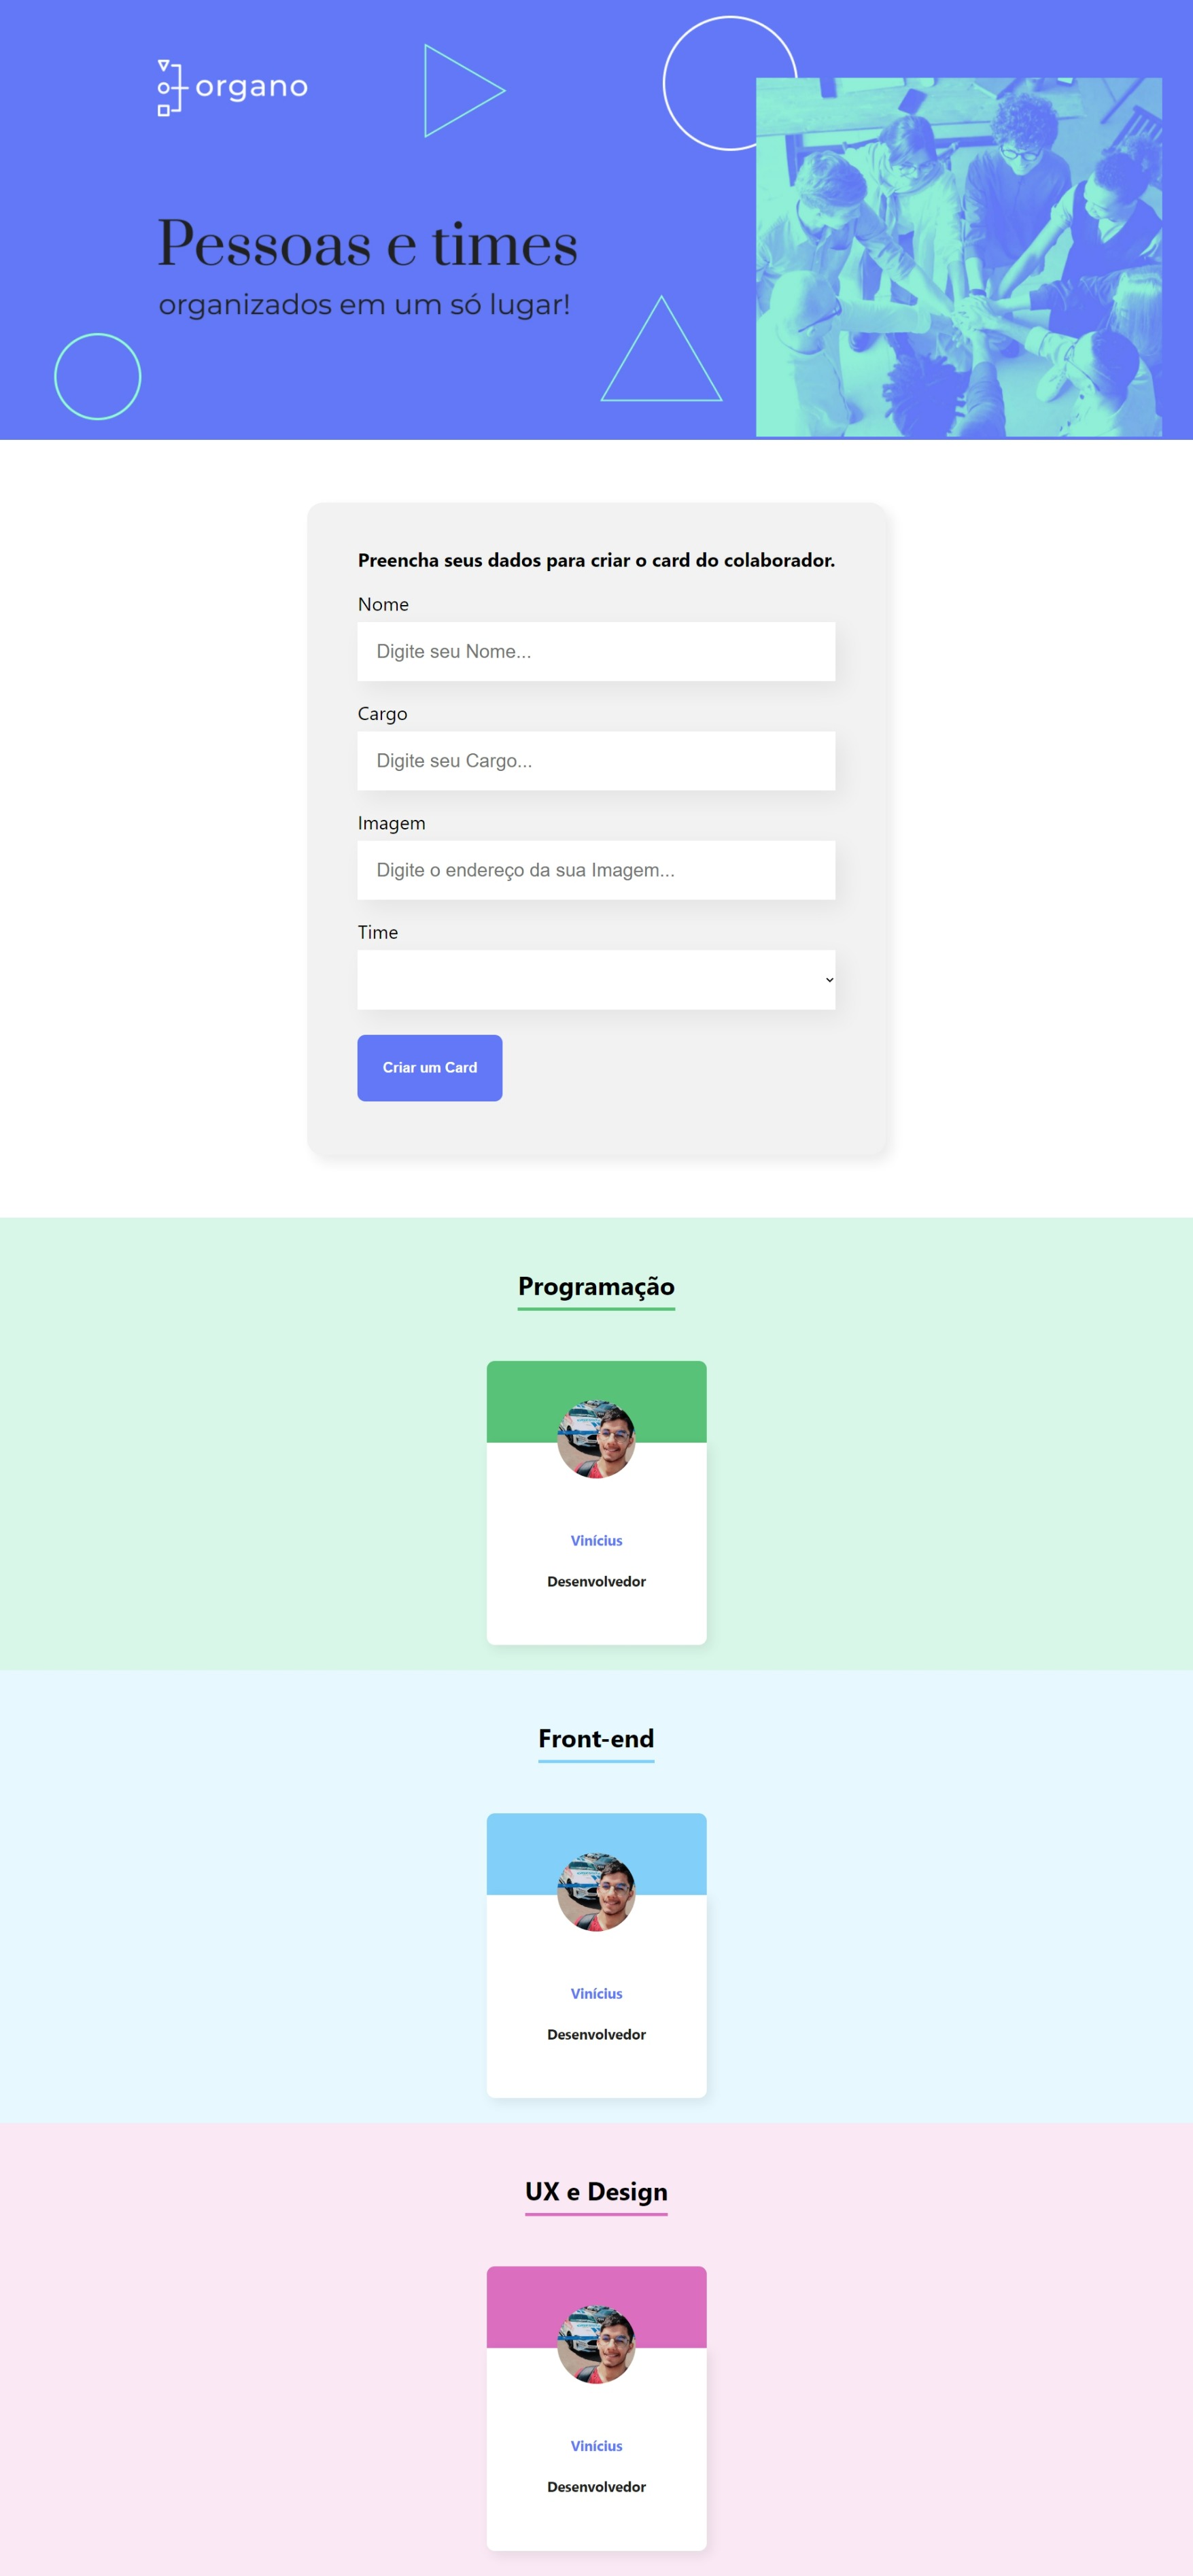 organo
Pessoas e times
organizados em um só lugar!
Preencha seus dados para criar o card do colaborador.
Nome
Digite seu Nome...
Cargo
Digite seu Cargo...
Imagem
Digite o endereço da sua Imagem...
Time
Criar um Card
Programação
Vinícius
Desenvolvedor
Front-end
Vinícius
Desenvolvedor
UX e Design
Vinícius
Desenvolvedor